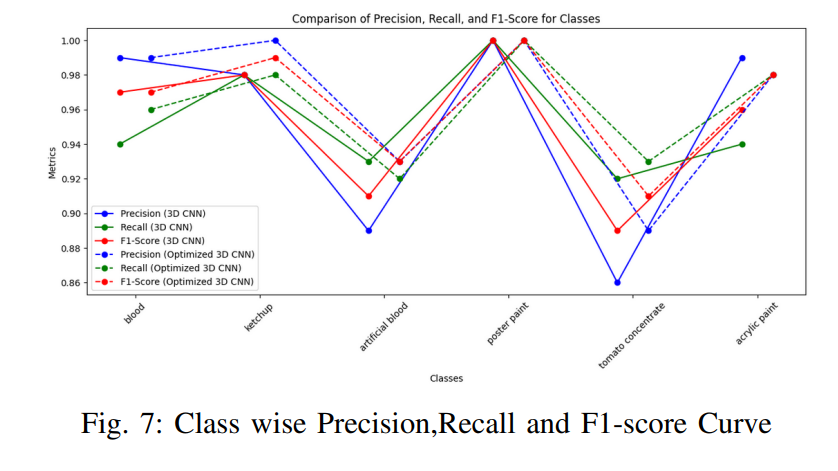 Comparison of Precision, Recall, and F1-Score for Classes
1.00
0.98
0.96
0.94
0.92
0.90
0.88
0.86
Metrics
Precision (3D CNN)
Recall (3D CNN)
F1-Score (3D CNN)
Precision (Optimized 3D CNN)
Recall (Optimized 3D CNN)
F1-Score (Optimized 3D CNN)
blood
ketchup
artificial blood
poster paint
tomato concentrate
acrylic paint
Classes
Fig. 7: Class wise Precision,Recall and F1-score Curve